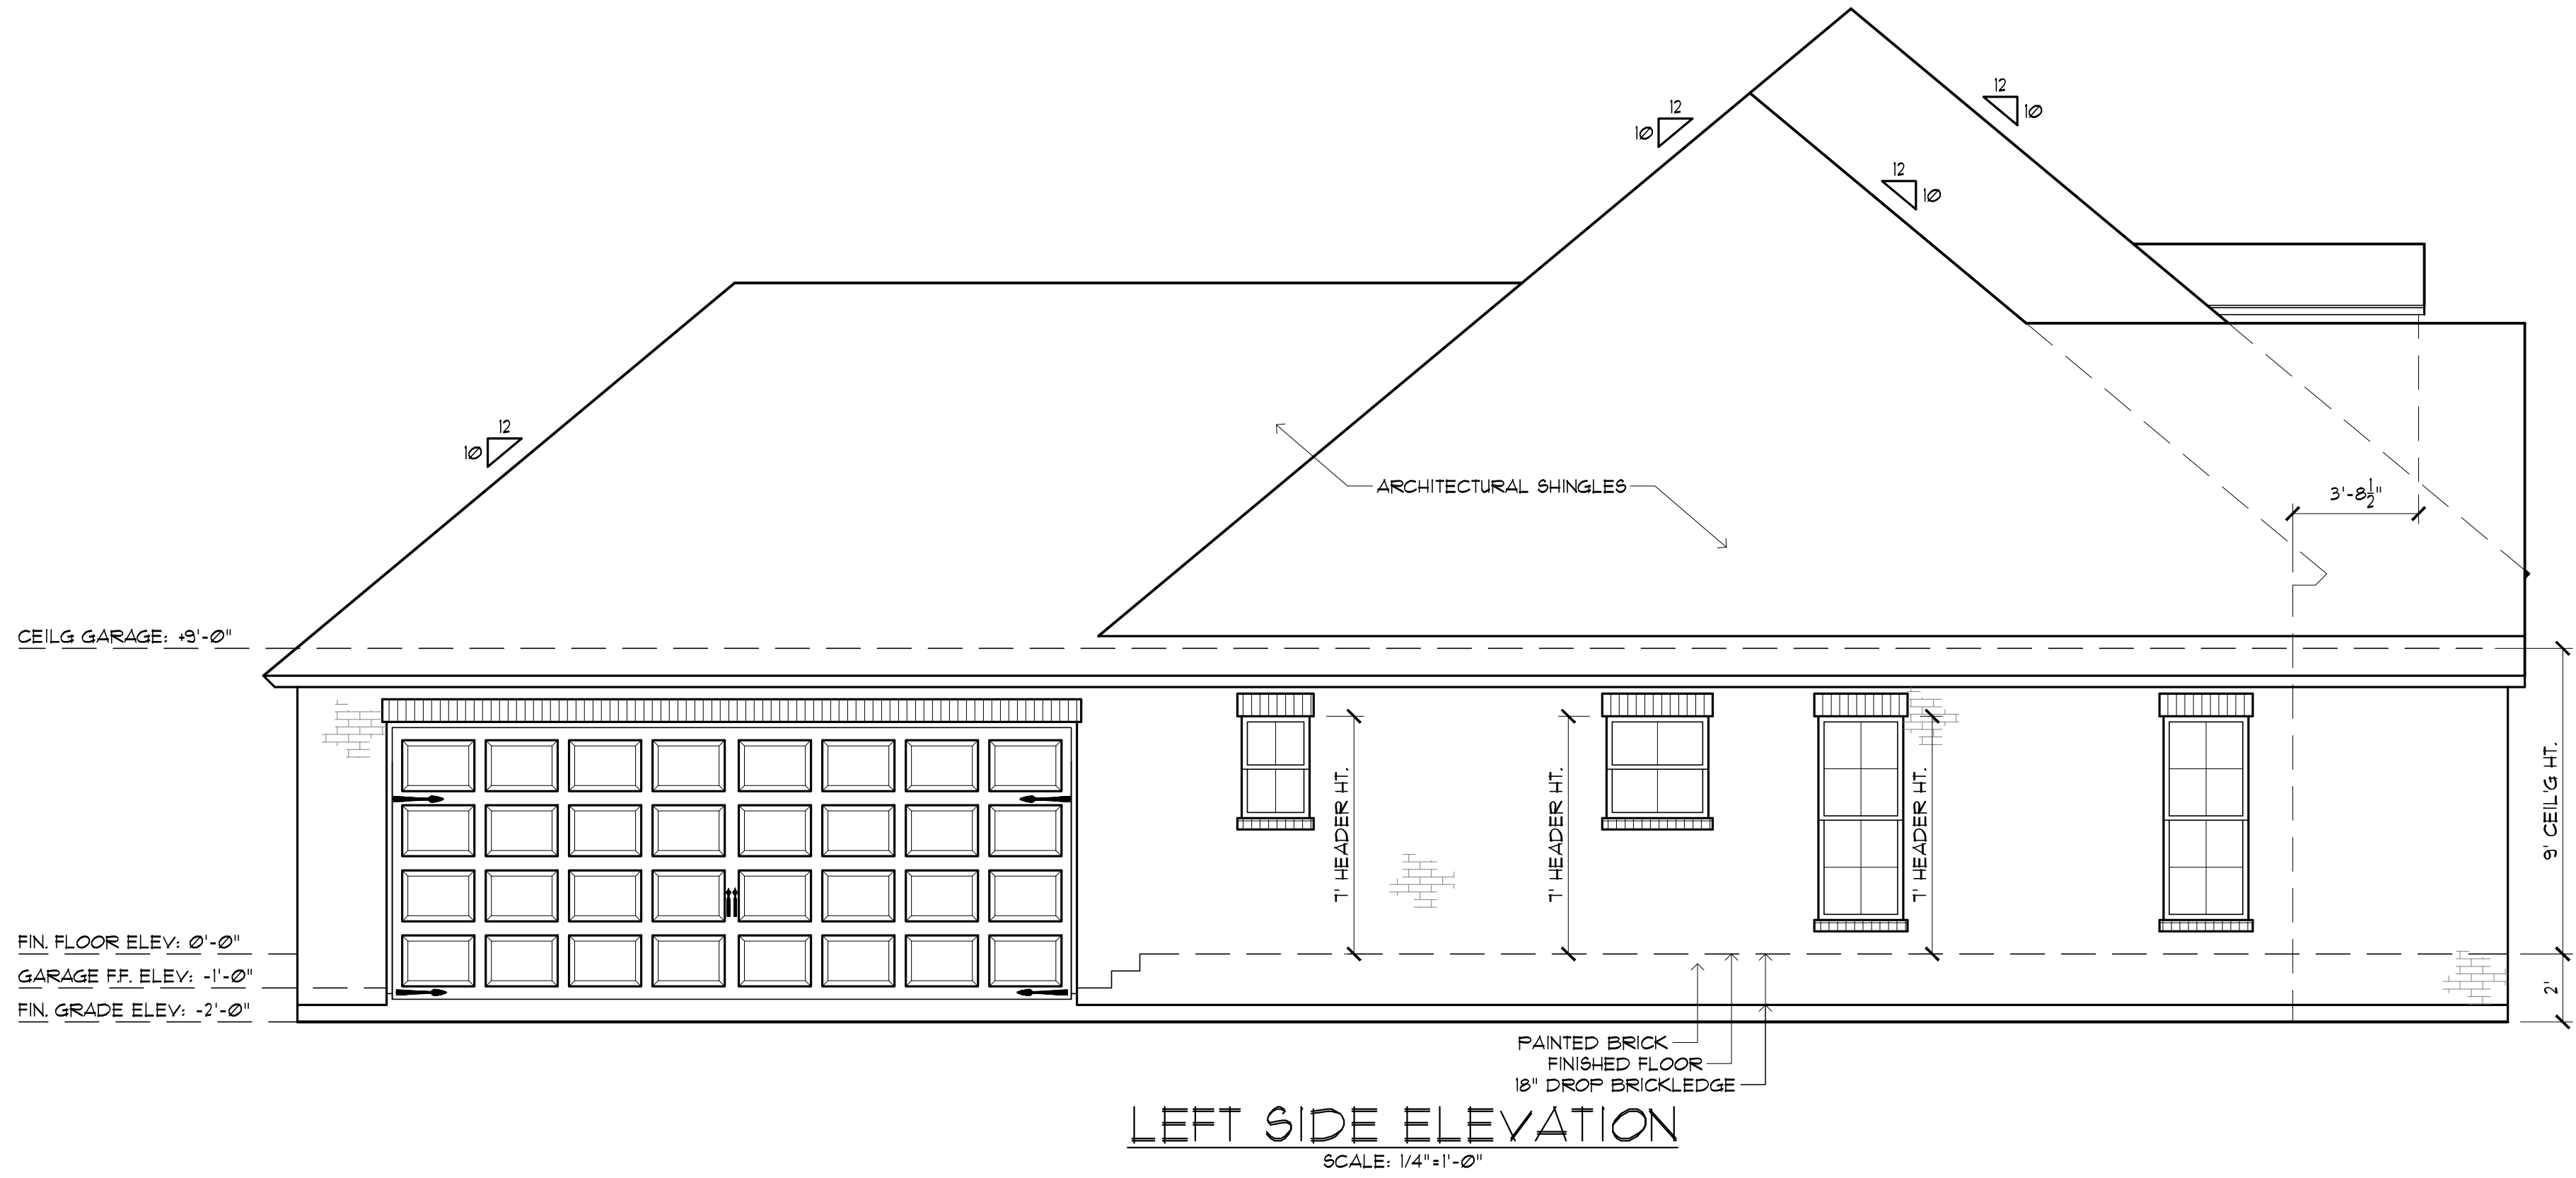 12
10
12
10
12
10
12
10
ARCHITECTURAL SHINGLES
3'-8 1/2"
CEILG GARAGE: +9'-0"
7' HEADER HT.
7' HEADER HT.
7' HEADER HT.
9' CEIL'G HT.
FIN. FLOOR ELEV: 0'-0"
GARAGE F.F. ELEV: -1'-0"
FIN. GRADE ELEV: -2'-0"
2'
PAINTED BRICK
FINISHED FLOOR
18" DROP BRICKLEDGE
LEFT SIDE ELEVATION
SCALE: 1/4"=1'-0"